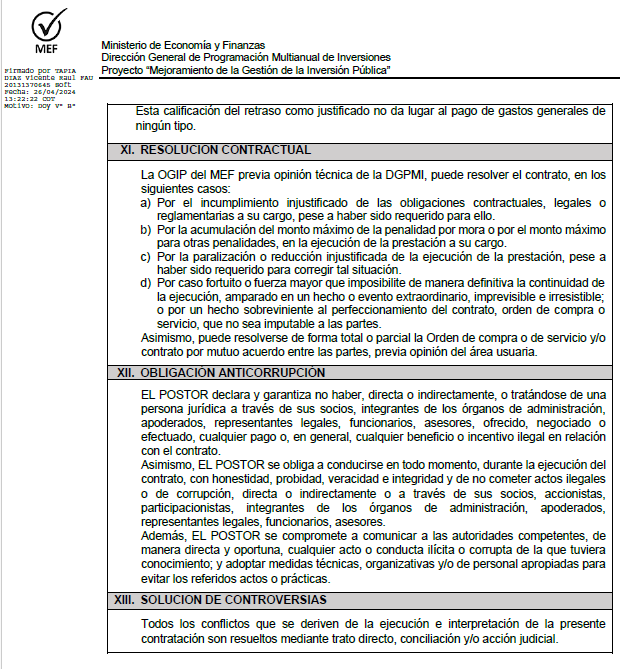 MEF
Firmado por TAPIA
DIAZ Vicente Raul FAU
20131370645 soft
Fecha: 26/04/2024
13:22:22 COT
Motivo: Doy V° B°
Ministerio de Economía y Finanzas
Dirección General de Programación Multianual de Inversiones
Proyecto “Mejoramiento de la Gestión de la Inversión Pública”
Esta calificación del retraso como justificado no da lugar al pago de gastos generales de
ningún tipo.
XI. RESOLUCION CONTRACTUAL
La OGIP del MEF previa opinión técnica de la DGPMI, puede resolver el contrato, en los
siguientes casos:
a) Por el incumplimiento injustificado de las obligaciones contractuales, legales o
reglamentarias a su cargo, pese a haber sido requerido para ello.
b) Por la acumulación del monto máximo de la penalidad por mora o por el monto máximo
para otras penalidades, en la ejecución de la prestación a su cargo.
c) Por la paralización o reducción injustificada de la ejecución de la prestación, pese a
haber sido requerido para corregir tal situación.
d) Por caso fortuito o fuerza mayor que imposibilite de manera definitiva la continuidad de
la ejecución, amparado en un hecho o evento extraordinario, imprevisible e irresistible;
o por un hecho sobreviniente al perfeccionamiento del contrato, orden de compra o
servicio, que no sea imputable a las partes.
Asimismo, puede resolverse de forma total o parcial la Orden de compra o de servicio y/o
contrato por mutuo acuerdo entre las partes, previa opinión del área usuaria.
XII. OBLIGACIÓN ANTICORRUPCIÓN
EL POSTOR declara y garantiza no haber, directa o indirectamente, o tratándose de una
persona jurídica a través de sus socios, integrantes de los órganos de administración,
apoderados, representantes legales, funcionarios, asesores, ofrecido, negociado o
efectuado, cualquier pago o, en general, cualquier beneficio o incentivo ilegal en relación
con el contrato.
Asimismo, EL POSTOR se obliga a conducirse en todo momento, durante la ejecución del
contrato, con honestidad, probidad, veracidad e integridad y de no cometer actos ilegales
o de corrupción, directa o indirectamente o a través de sus socios, accionistas,
participacionistas, integrantes de los órganos de administración, apoderados,
representantes legales, funcionarios, asesores.
Además, EL POSTOR se compromete a comunicar a las autoridades competentes, de
manera directa y oportuna, cualquier acto o conducta ilícita o corrupta de la que tuviera
conocimiento; y adoptar medidas técnicas, organizativas y/o de personal apropiadas para
evitar los referidos actos o prácticas.
XIII. SOLUCION DE CONTROVERSIAS
Todos los conflictos que se deriven de la ejecución e interpretación de la presente
contratación son resueltos mediante trato directo, conciliación y/o acción judicial.